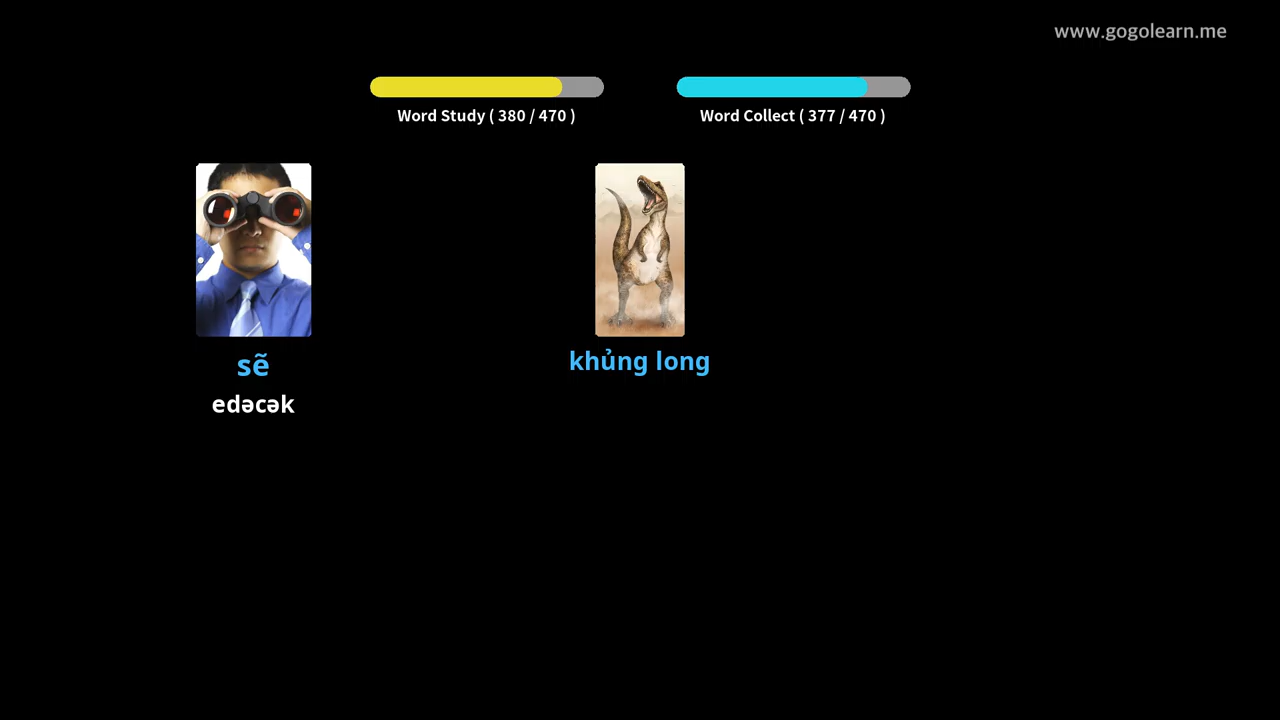 www.gogolearn.me
Word Study ( 380 / 470 )
Word Collect ( 377 / 470 )
sẽ
edəcək
khủng long